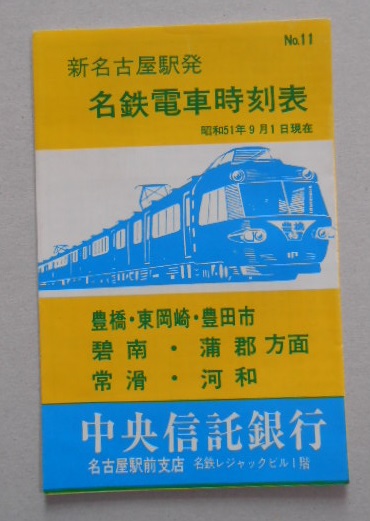 No.11
新名古屋駅発
名鉄電車時刻表
昭和51年9月1日現在
豊橋
豊橋・東岡崎・豊田市
碧南・蒲郡方面
常滑・河和
中央信託銀行
名古屋駅前支店 名鉄レジャックビル1階